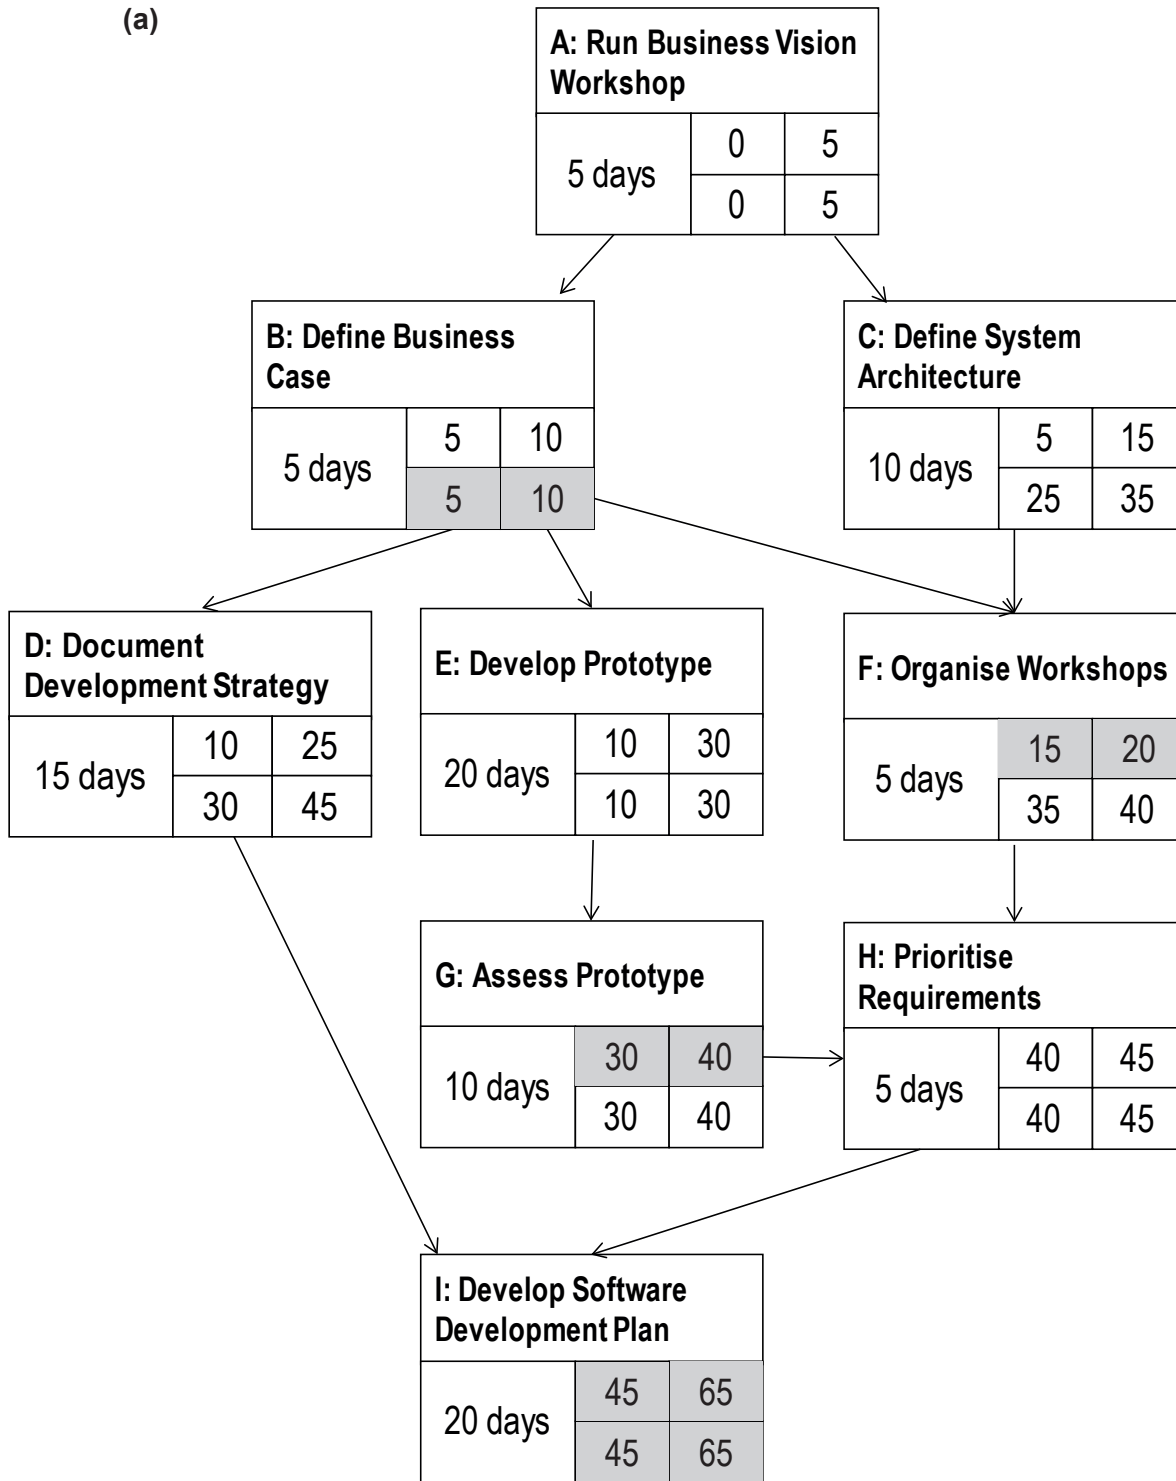 (a)
A: Run Business Vision
Workshop
5 days
0 5
0 5
B: Define Business
Case
5 days
5 10
5 10
C: Define System
Architecture
10 days
5 15
25 35
D: Document
Development Strategy
15 days
10 25
30 45
E: Develop Prototype
20 days
10 30
10 30
F: Organise Workshops
5 days
15 20
35 40
G: Assess Prototype
10 days
30 40
30 40
H: Prioritise
Requirements
5 days
40 45
40 45
I: Develop Software
Development Plan
20 days
45 65
45 65